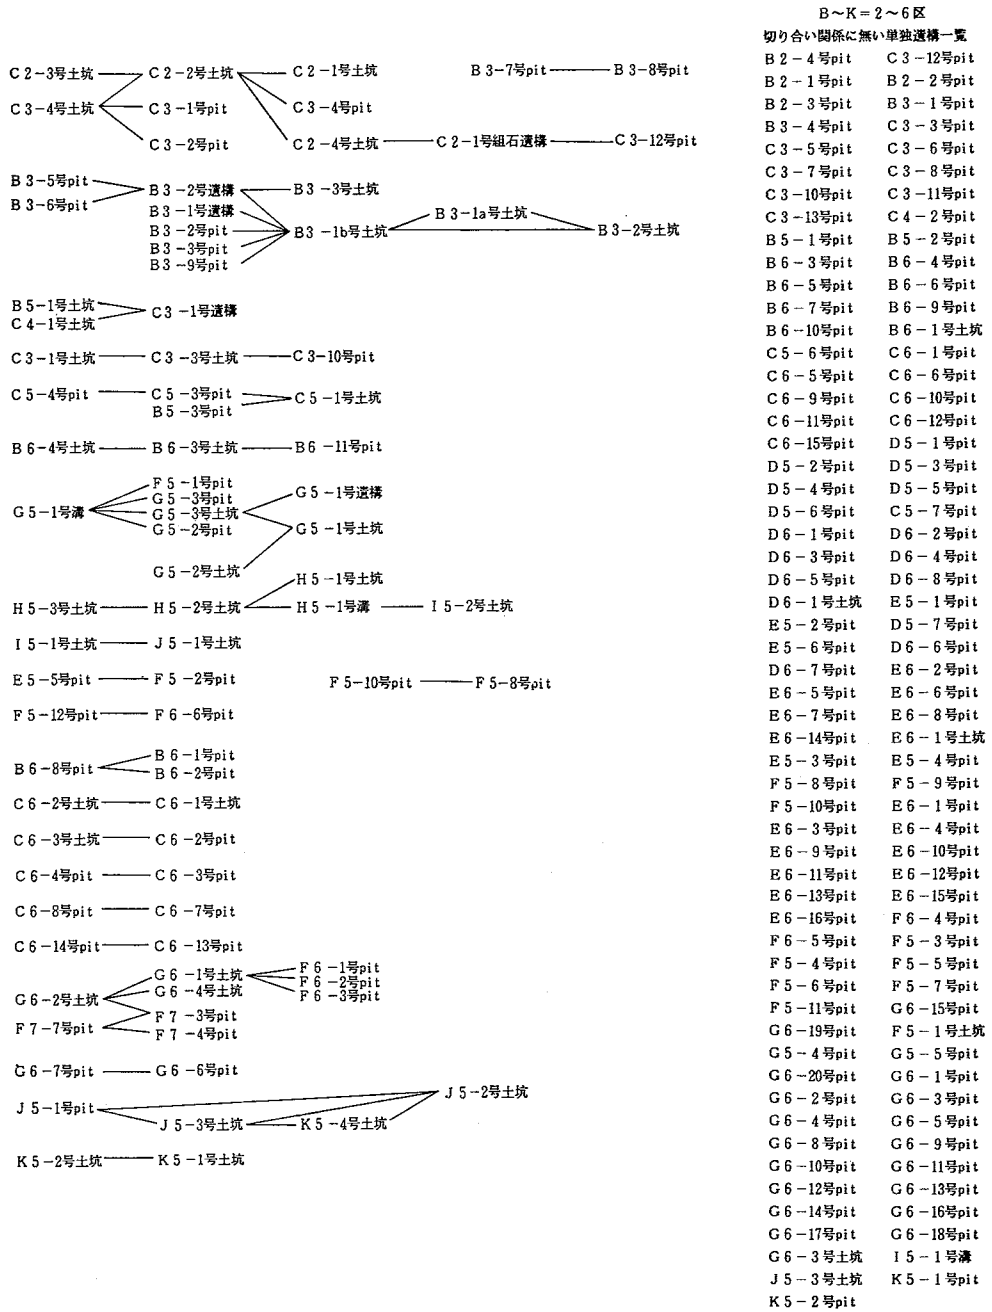 B～K＝2～6区
切り合い関係に無い単独遺構一覧
C2-3号土坑 C2-2号土坑 C2-1号土坑 B3-7号pit B3-8号pit
C3-4号土坑 C3-1号pit C3-4号pit
C3-2号pit C2-4号土坑 C2-1号組石遺構 C3-12号pit
B3-5号pit B3-2号遺構 B3-3号土坑
B3-6号pit B3-1号遺構 B3-1a号土坑
B3-2号pit B3-1b号土坑 B3-2号土坑
B3-3号pit
B3-9号pit
B5-1号土坑 C3-1号遺構
C4-1号土坑
C3-1号土坑 C3-3号土坑 C3-10号pit
C5-4号pit C5-3号pit C5-1号土坑
B5-3号pit
B6-4号土坑 B6-3号土坑 B6-11号pit
F5-1号pit
G5-1号溝 G5-3号pit G5-1号遺構
G5-3号土坑
G5-2号pit G5-1号土坑
G5-2号土坑
H5-1号土坑
H5-3号土坑 H5-2号土坑 H5-1号溝 I5-2号土坑
I5-1号土坑 J5-1号土坑
E5-5号pit F5-2号pit F5-10号pit F5-8号pit
F5-12号pit F6-6号pit
B6-8号pit B6-1号pit
B6-2号pit
C6-2号土坑 C6-1号土坑
C6-3号土坑 C6-2号pit
C6-4号pit C6-3号pit
C6-8号pit C6-7号pit
C6-14号pit C6-13号pit
G6-1号土坑 F6-1号pit
G6-2号土坑 G6-4号土坑 F6-2号pit
F6-3号pit
F7-7号pit F7-3号pit
F7-4号pit
G6-7号pit G6-6号pit
J5-1号pit J5-2号土坑
J5-3号土坑 K5-4号土坑
K5-2号土坑 K5-1号土坑
B2-4号pit C3-12号pit
B2-1号pit B2-2号pit
B2-3号pit B3-1号pit
B3-4号pit C3-3号pit
C3-5号pit C3-6号pit
C3-7号pit C3-8号pit
C3-10号pit C3-11号pit
C3-13号pit C4-2号pit
B5-1号pit B5-2号pit
B6-3号pit B6-4号pit
B6-5号pit B6-6号pit
B6-7号pit B6-9号pit
B6-10号pit B6-1号土坑
C5-6号pit C6-1号pit
C6-5号pit C6-6号pit
C6-9号pit C6-10号pit
C6-11号pit C6-12号pit
C6-15号pit D5-1号pit
D5-2号pit D5-3号pit
D5-4号pit D5-5号pit
D5-6号pit C5-7号pit
D6-1号pit D6-2号pit
D6-3号pit D6-4号pit
D6-5号pit D6-8号pit
D6-1号土坑 E5-1号pit
E5-2号pit D5-7号pit
E5-6号pit D6-6号pit
D6-7号pit E6-2号pit
E6-5号pit E6-6号pit
E6-7号pit E6-8号pit
E6-14号pit E6-1号土坑
E5-3号pit E5-4号pit
F5-8号pit F5-9号pit
F5-10号pit E6-1号pit
E6-3号pit E6-4号pit
E6-9号pit E6-10号pit
E6-11号pit E6-12号pit
E6-13号pit E6-15号pit
E6-16号pit F6-4号pit
F6-5号pit F5-3号pit
F5-4号pit F5-5号pit
F5-6号pit F5-7号pit
F5-11号pit G6-15号pit
G6-19号pit F5-1号土坑
G5-4号pit G5-5号pit
G6-20号pit G6-1号pit
G6-2号pit G6-3号pit
G6-4号pit G6-5号pit
G6-8号pit G6-9号pit
G6-10号pit G6-11号pit
G6-12号pit G6-13号pit
G6-14号pit G6-16号pit
G6-17号pit G6-18号pit
G6-3号土坑 I5-1号溝
J5-3号土坑 K5-1号pit
K5-2号pit